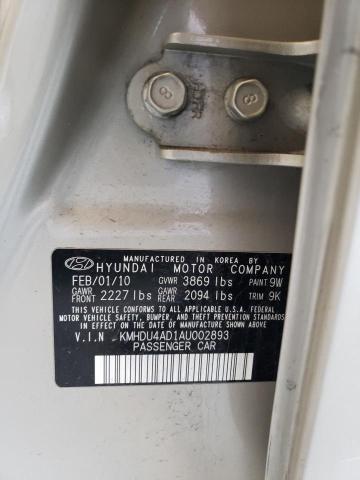 8
8
MANUFACTURED IN KOREA BY
HYUNDAI MOTOR COMPANY
FEB/01/10 GVWR 3869 lbs PAINT 9W
GAWR FRONT 2227 lbs GAWR REAR 2094 lbs TRIM 9K
THIS VEHICLE CONFORMS TO ALL APPLICABLE U.S. FEDERAL
MOTOR VEHICLE SAFETY, BUMPER, AND THEFT PREVENTION
STANDARDS IN EFFECT ON THE DATE OF MANUFACTURE
SHOWN ABOVE.
V.I.N KMHDU4AD1AU002893
PASSENGER CAR